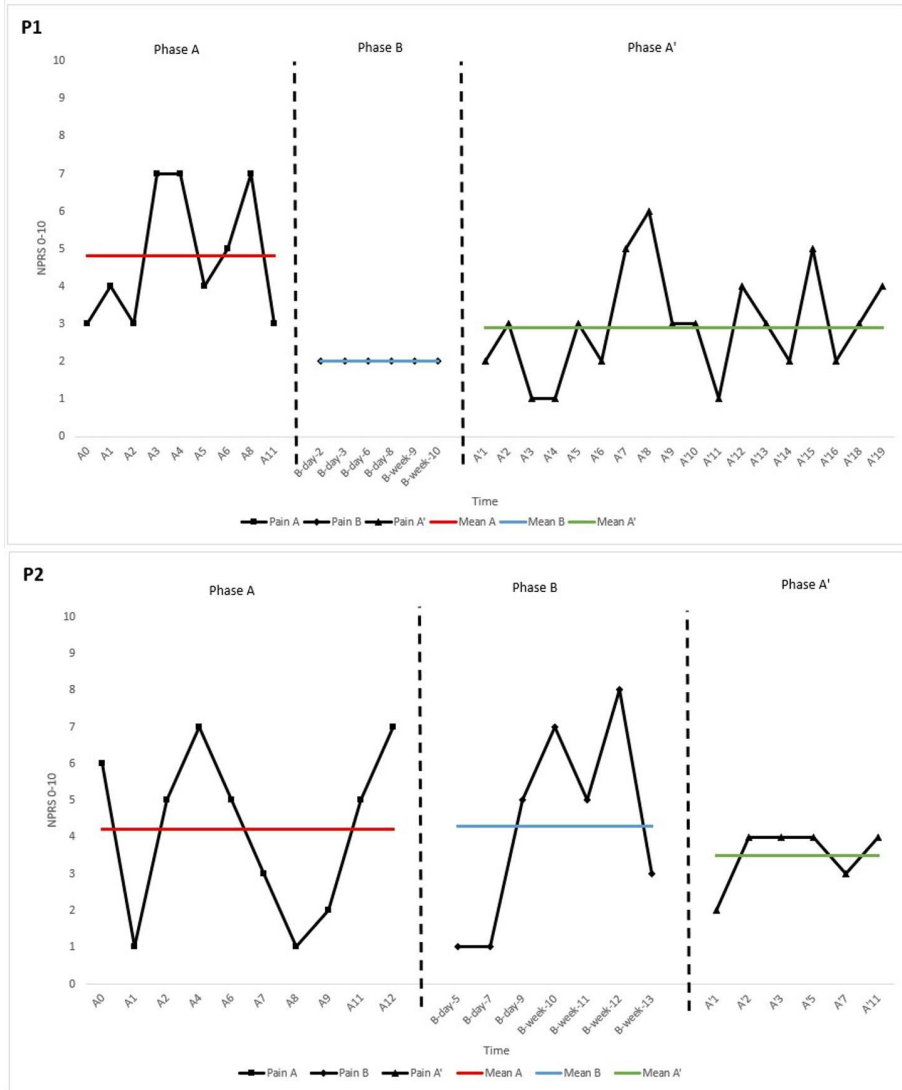 P1
Phase A
Phase B
Phase A'
10
9
8
7
6
5
4
3
2
1
0
NPRS 0-10
A0
A1
A2
A3
A4
A5
A6
A8
A11
B-day-2
B-day-3
B-day-6
B-day-8
B-week-9
B-week-10
A'1
A'2
A'3
A'4
A'5
A'6
A'7
A'8
A'9
A'10
A'11
A'12
A'13
A'14
A'15
A'16
A'18
A'19
Time
Pain A Pain B Pain A' Mean A Mean B Mean A'
P2
Phase A
Phase B
Phase A'
10
9
8
7
6
5
4
3
2
1
0
NPRS 0-10
A0
A1
A2
A4
A6
A7
A8
A9
A11
A12
B-day-5
B-day-7
B-day-9
B-week-10
B-week-11
B-week-12
B-week-13
A'1
A'2
A'3
A'5
A'7
A'11
Time
Pain A Pain B Pain A' Mean A Mean B Mean A'